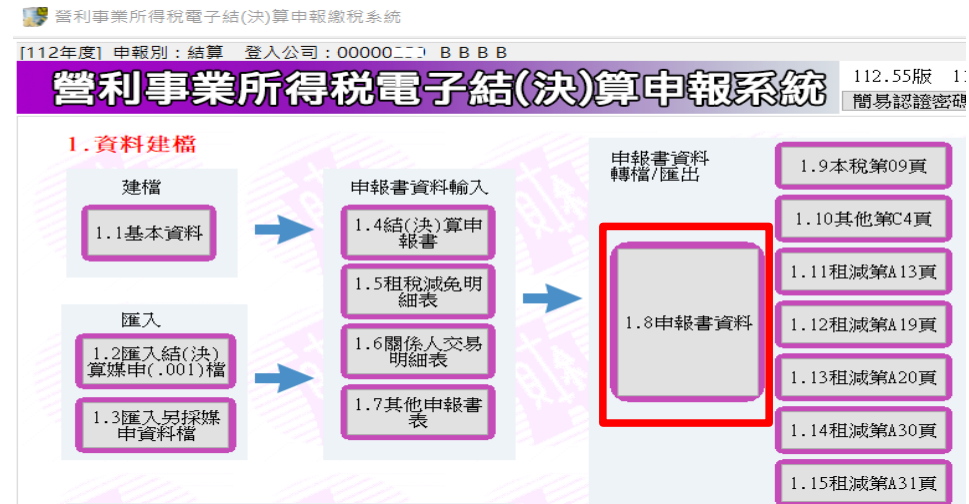 營利事業所得稅電子結(決)算申報繳稅系統
[112年度] 申報別：結算 登入公司：00000 B B B B
營利事業所得稅電子結(決)算申報系統
112.55版
簡易認證密碼
1.資料建檔
建檔
1.1基本資料
匯入
1.2匯入結(決)
算媒申(.001)檔
1.3匯入另採媒
申資料檔
申報書資料輸入
1.4結(決)算申
報書
1.5租稅減免明
細表
1.6關係人交易
明細表
1.7其他申報書
表
申報書資料
轉檔/匯出
1.8申報書資料
1.9本稅第09頁
1.10其他第C4頁
1.11租減第A13頁
1.12租減第A19頁
1.13租減第A20頁
1.14租減第A30頁
1.15租減第A31頁